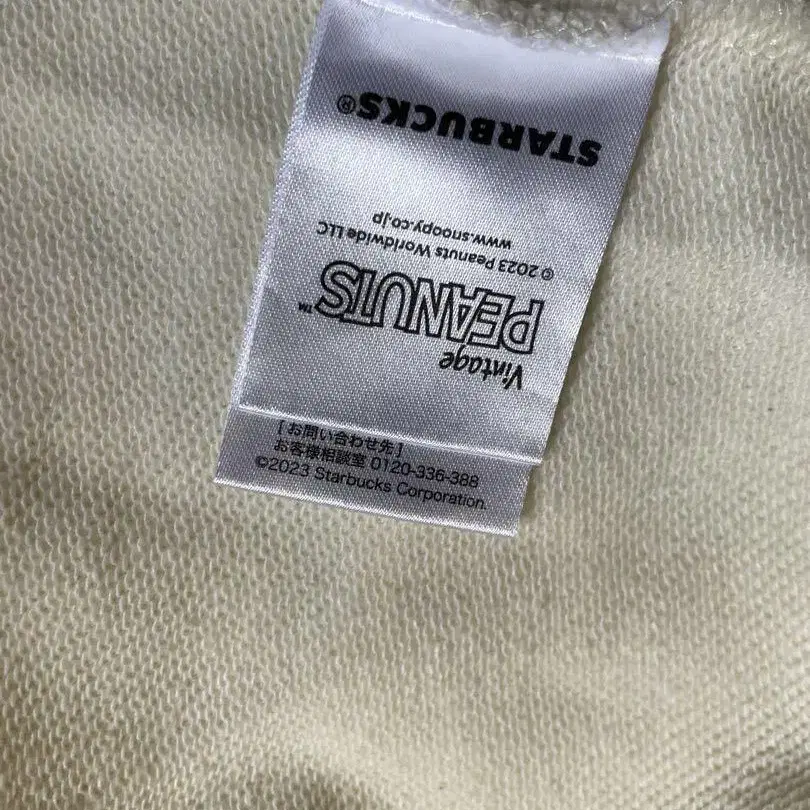 STARBUCKS®
Vintage
PEANUTS™
© 2023 Peanuts Worldwide LLC
www.snoopy.co.jp
[ お問い合わせ先 ]
お客様相談室 0120-336-388
©2023 Starbucks Corporation.